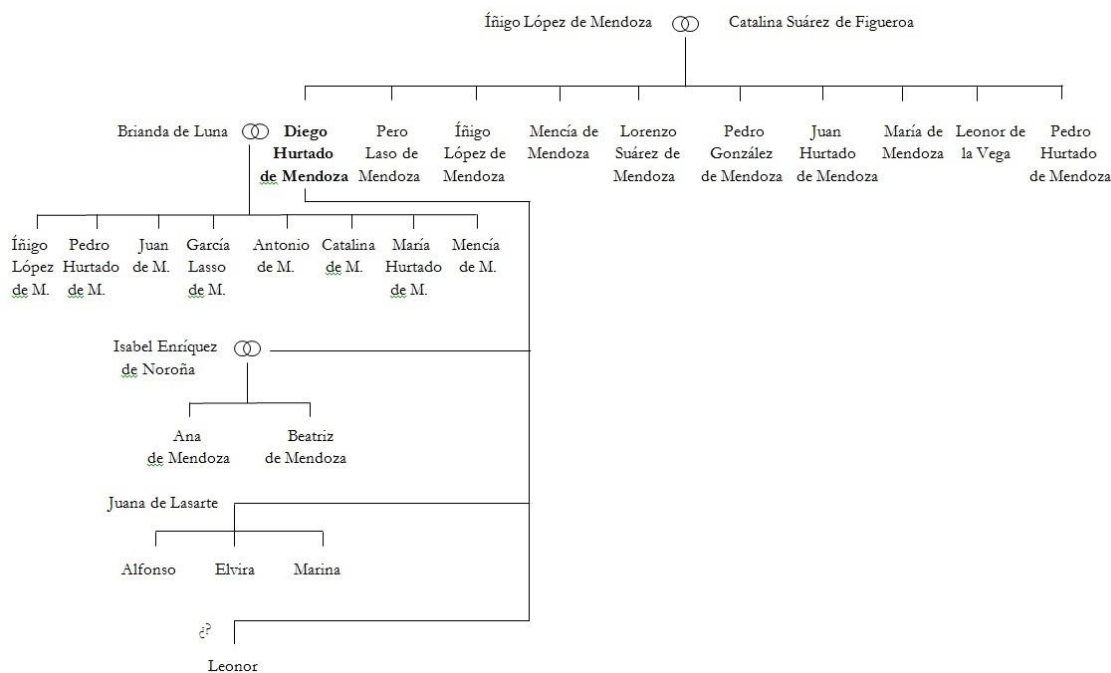 Íñigo López de Mendoza Catalina Suárez de Figueroa
Brianda de Luna
Diego
Hurtado
de Mendoza
Pero
Laso de
Mendoza
Íñigo
López de
Mendoza
Mencía de
Mendoza
Lorenzo
Suárez de
Mendoza
Pedro
González
de Mendoza
Juan
Hurtado
de Mendoza
María de
Mendoza
Leonor de
la Vega
Pedro
Hurtado
de Mendoza
Íñigo
López
de M.
Pedro
Hurtado
de M.
Juan
de M.
García
Lasso
de M.
Antonio
de M.
Catalina
de M.
María
Hurtado
de M.
Mencía
de M.
Isabel Enríquez
de Noroña
Ana
de Mendoza
Beatriz
de Mendoza
Juana de Lasarte
Alfonso
Elvira
Marina
¿?
Leonor